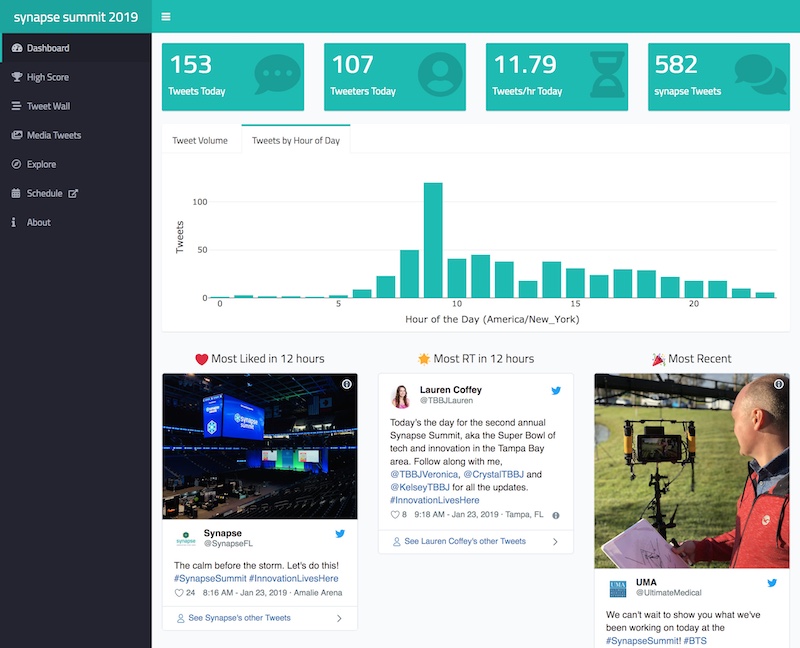 synapse summit 2019
Dashboard
High Score
Tweet Wall
Media Tweets
Explore
Schedule
About
153
Tweets Today
107
Tweeters Today
11.79
Tweets/hr Today
582
synapse Tweets
Tweet Volume
Tweets by Hour of Day
Tweets
100
50
0
0
5
10
15
20
Hour of the Day (America/New_York)
Most Liked in 12 hours
synapse
Synapse
@SynapseFL
The calm before the storm. Let's do this!
#SynapseSummit #InnovationLivesHere
24 8:16 AM - Jan 23, 2019 · Amalie Arena
See Synapse's other Tweets
Most RT in 12 hours
Lauren Coffey
@TBBJLauren
Today's the day for the second annual
Synapse Summit, aka the Super Bowl of
tech and innovation in the Tampa Bay
area. Follow along with me,
@TBBJVeronica, @CrystalTBBJ and
@KelseyTBBJ for all the updates.
#InnovationLivesHere
8 9:18 AM - Jan 23, 2019 · Tampa, FL
See Lauren Coffey's other Tweets
Most Recent
UMA
UMA
@UltimateMedical
We can't wait to show you what we've
been working on today at the
#SynapseSummit! #BTS